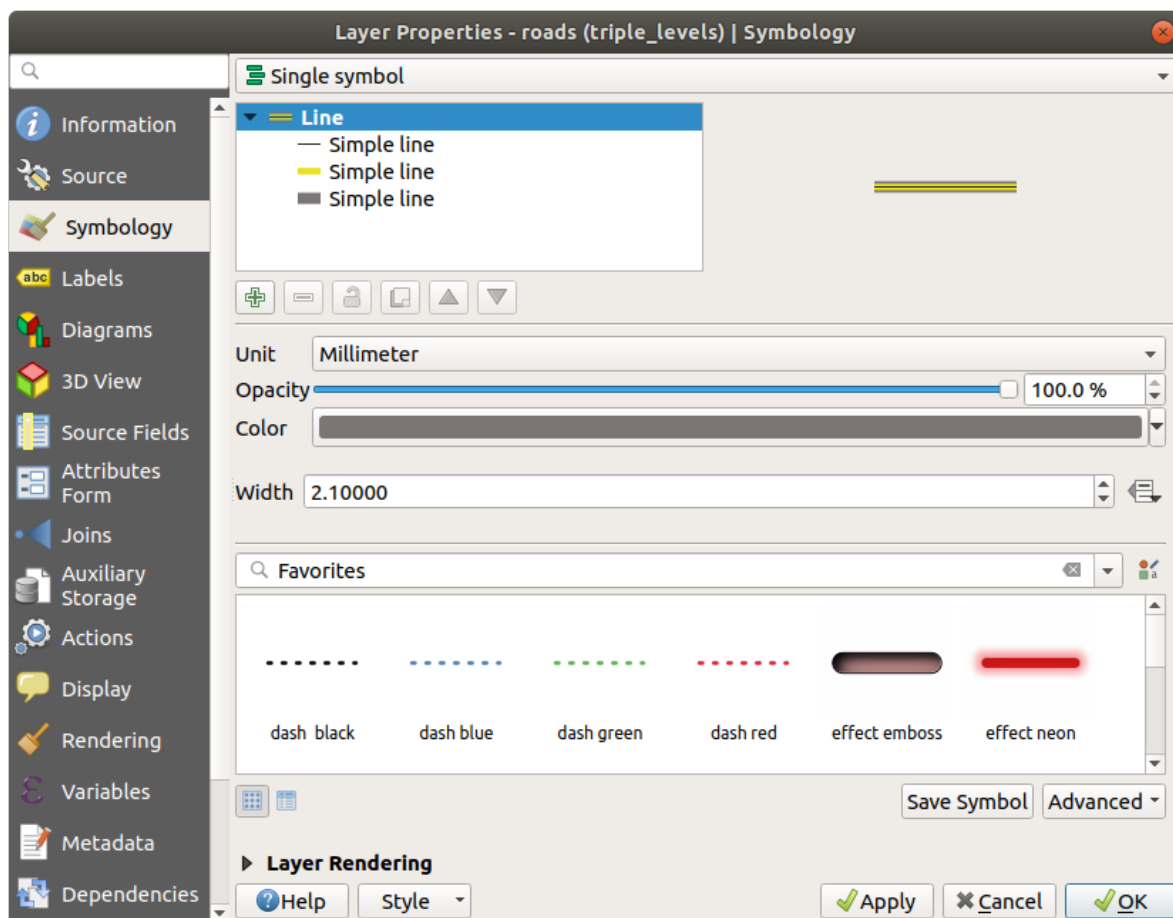 Layer Properties - roads (triple_levels) | Symbology
Single symbol
Information
Source
Symbology
abc Labels
Diagrams
3D View
Source Fields
Attributes
Form
Joins
Auxiliary
Storage
Actions
Display
Rendering
Variables
Metadata
Dependencies
Line
Simple line
Simple line
Simple line
Unit Millimeter
Opacity 100.0 %
Color
Width 2.10000
Favorites
dash black dash blue dash green dash red effect emboss effect neon
Save Symbol Advanced
Layer Rendering
Help Style Apply Cancel OK